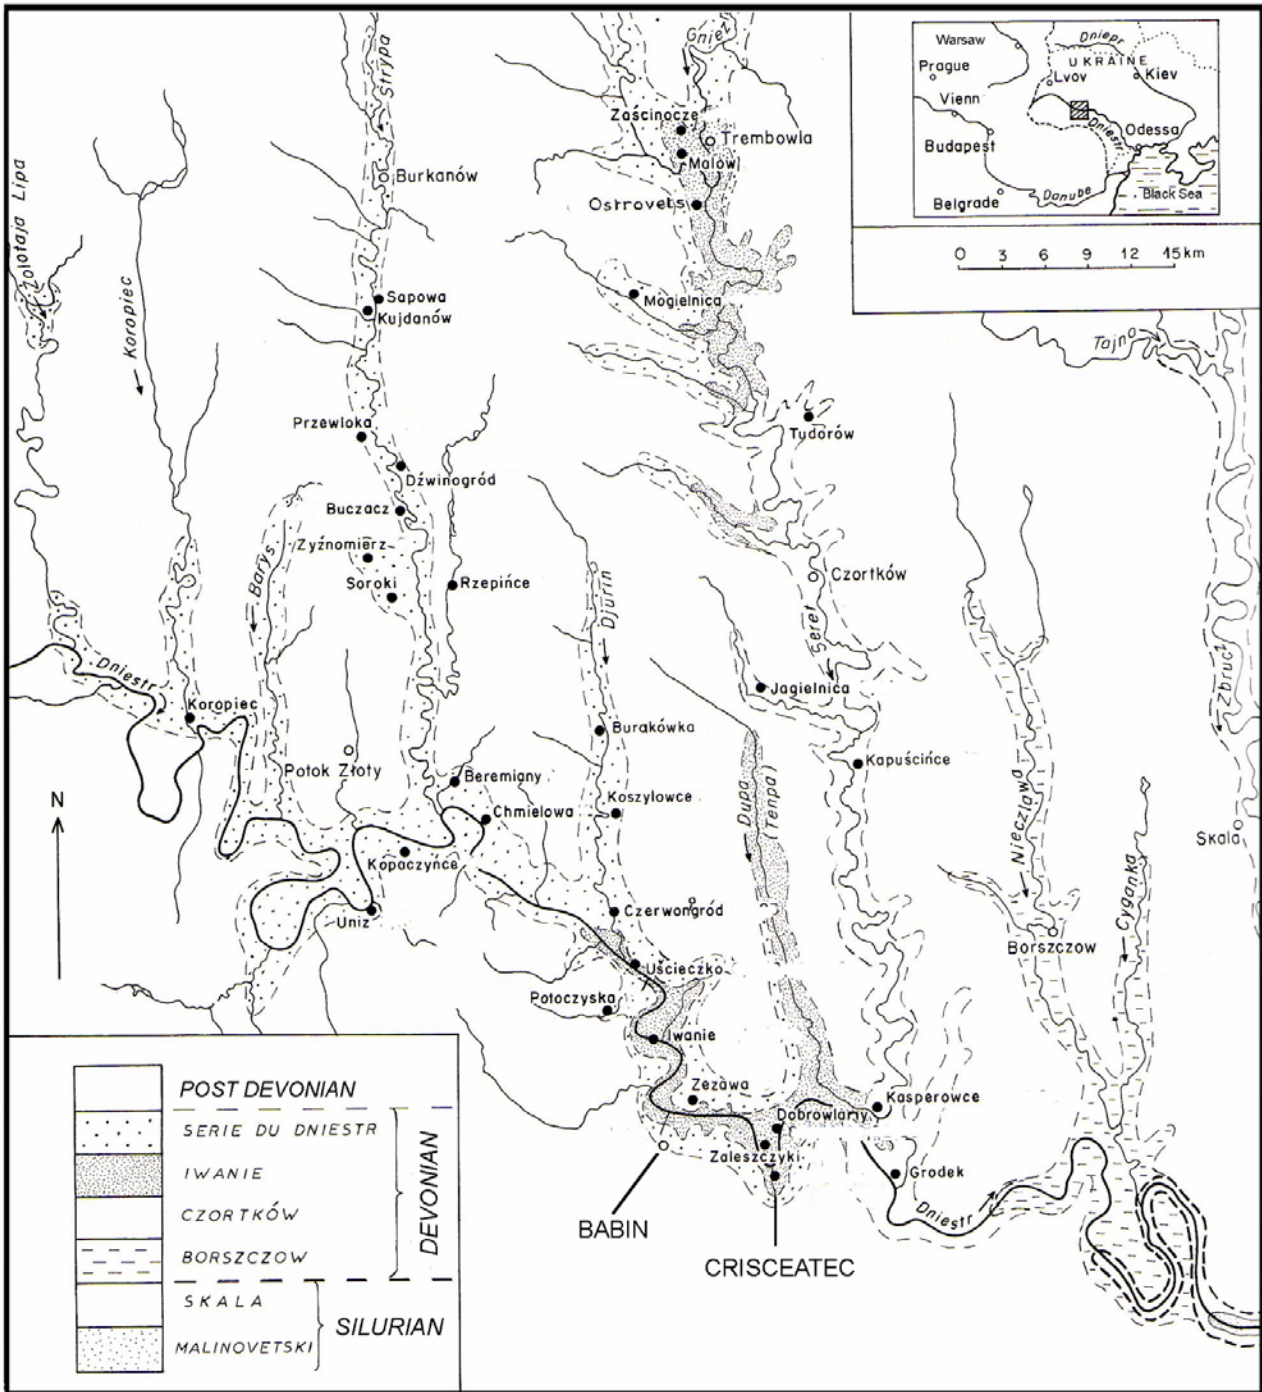 Gniez
Strypa
Zolotaja Lipa
Koropiec
Zaścinocze
Trembowla
Malów
Burkanów
Ostrovets
Sapowa
Kujdanów
Mogielnica
Warsaw
Dniepr
UKRAINE
Prague
Lvov
Kiev
Vienn
Dniestr
Odessa
Budapest
Belgrade
Danube
Black Sea
0 3 6 9 12 15 km
Tajna
Przewloka
Tudorów
Dźwinogród
Buczacz
Zyźnomierz
Barys
Soroki
Rzepińce
Djurin
Czortków
Seret
Zbrucz
Dniestr
Koropiec
Jagielnica
Burakówka
Potok Złoty
Beremiany
Kapuścińce
Chmielowa
Koszylowce
Dupa
(Tenpa)
Nieczława
Skala
Kopaczyńce
Cyganka
Uniz
Czerwongród
Borszczow
N
Uścieczko
Potoczyska
Iwanie
Zezawa
Kasperowce
Dobrowlany
Zaleszczyki
Grodek
Dniestr
BABIN
CRISCEATEC
POST DEVONIAN
SERIE DU DNIESTR
IWANIE
CZORTKÓW
BORSZCZOW
DEVONIAN
SKALA
MALINOVETSKI
SILURIAN